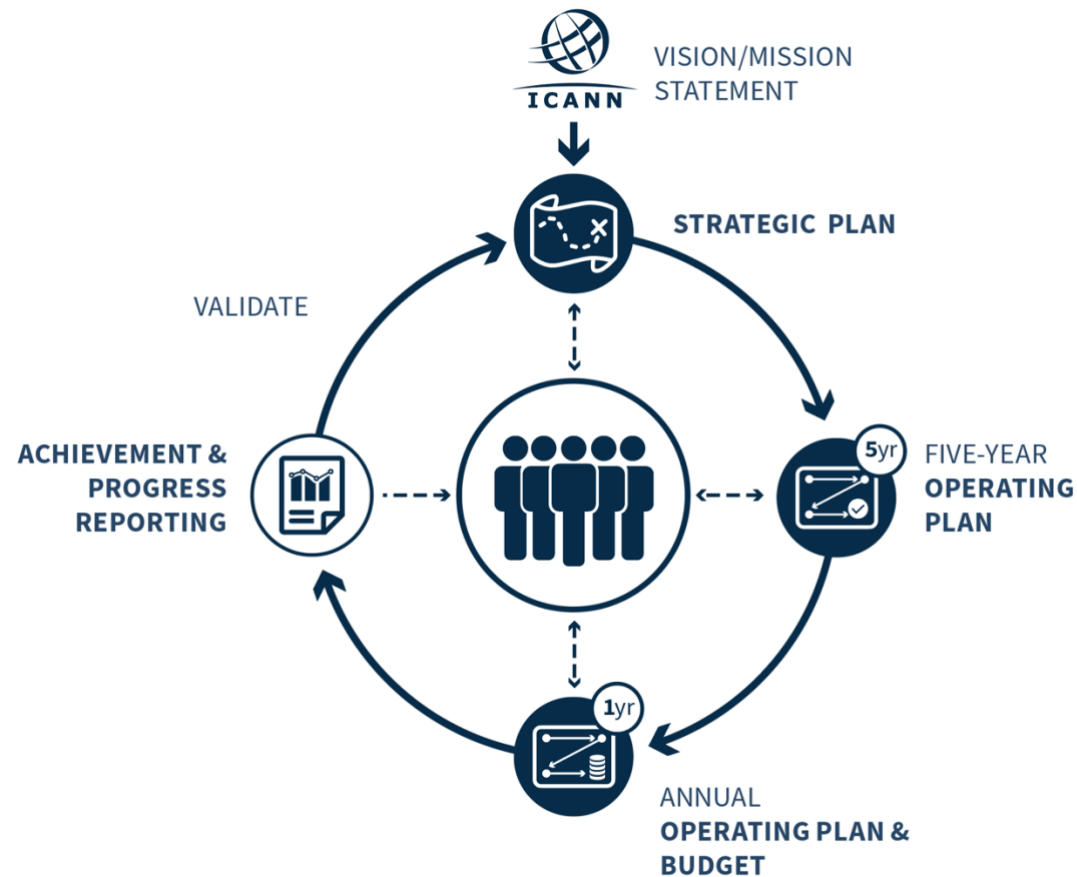 ICANN
VISION/MISSION
STATEMENT
STRATEGIC PLAN
VALIDATE
ACHIEVEMENT &
PROGRESS
REPORTING
5yr
FIVE-YEAR
OPERATING
PLAN
1yr
ANNUAL
OPERATING PLAN &
BUDGET